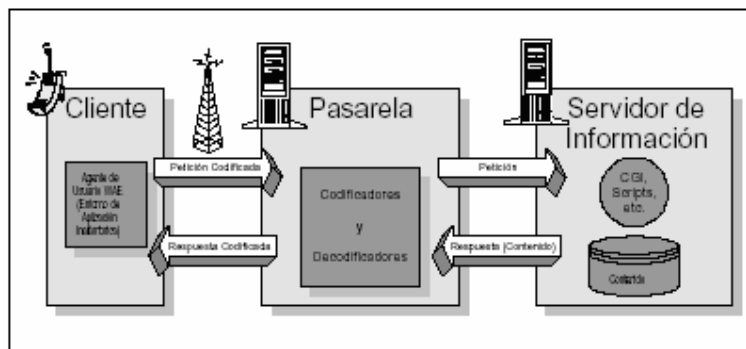 Cliente
Pasarela
Servidor de
Información
Agente de
Usuario WAE
(Entorno de
Aplicación
Inalámbrico)
Petición Codificada
Respuesta Codificada
Codificadores
y
Decodificadores
Petición
Respuesta (Contenido)
CGI,
Scripts,
etc.
Contenido